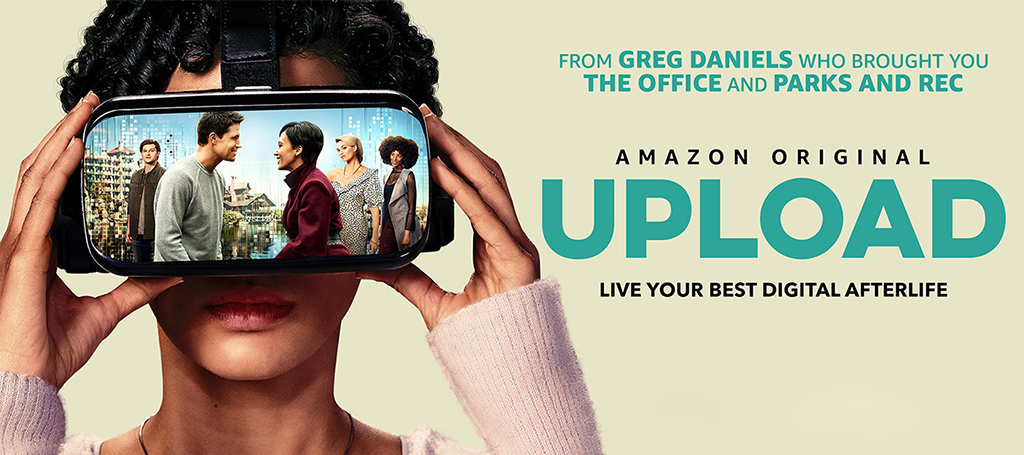 FROM GREG DANIELS WHO BROUGHT YOU
THE OFFICE AND PARKS AND REC
AMAZON ORIGINAL
UPLOAD
LIVE YOUR BEST DIGITAL AFTERLIFE